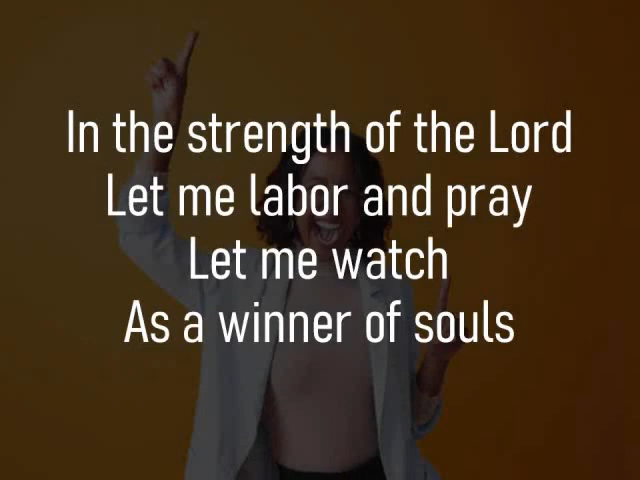 In the strength of the Lord
Let me labor and pray
Let me watch
As a winner of souls